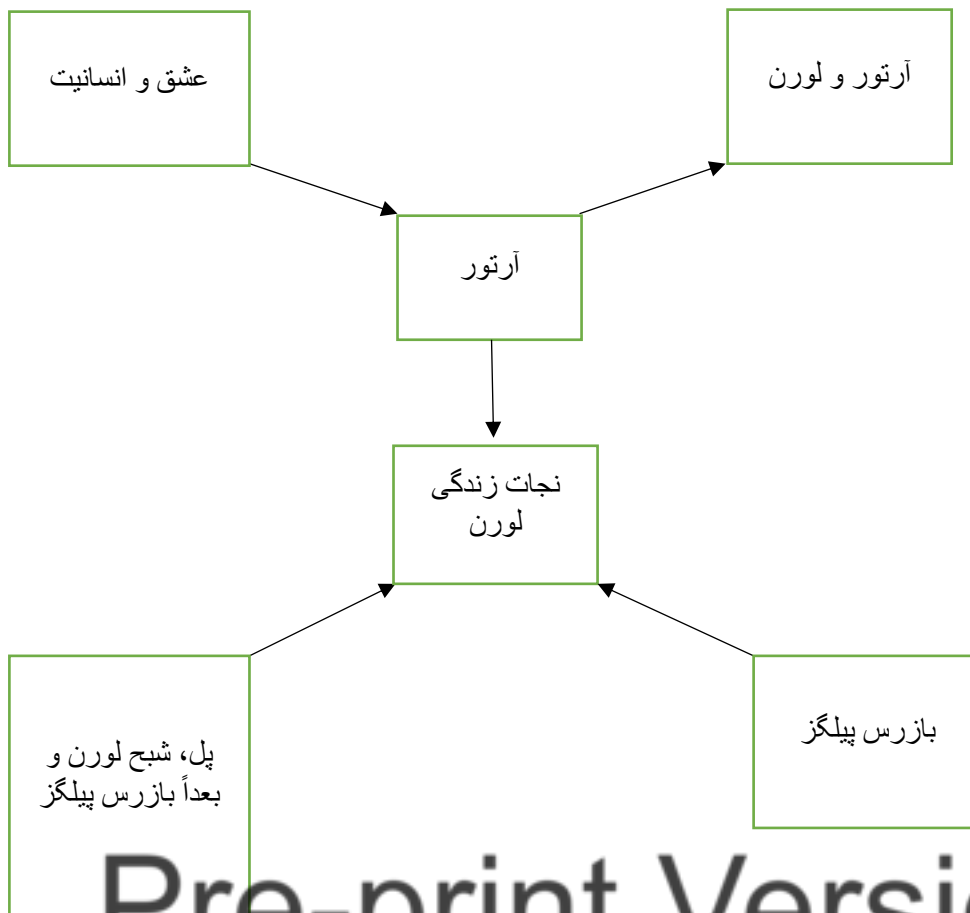 آرتور و لورن
عشق و انسانیت
آرتور
نجات زندگی
لورن
بازرس پیلگز
پل، شبح لورن و
بعداً بازرس پیلگز
Pre-print Versi